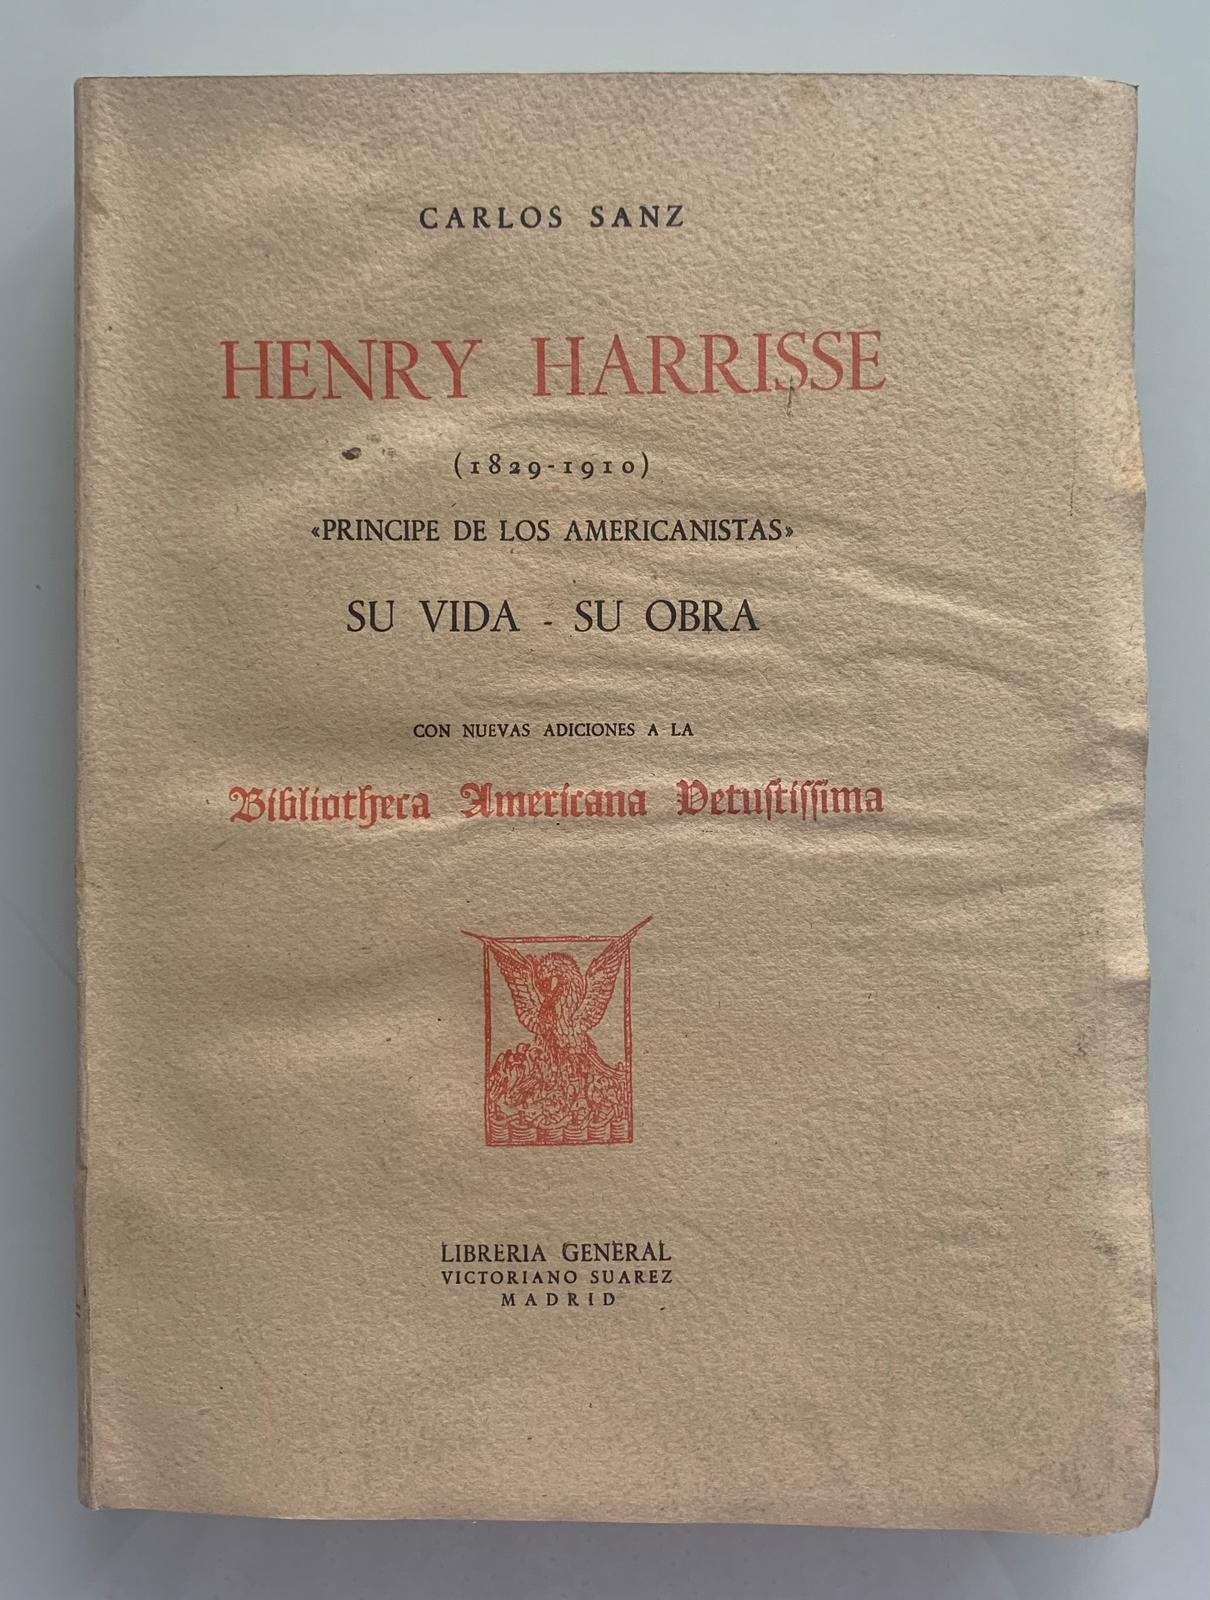 CARLOS SANZ
HENRY HARRISSE
(1829-1910)
«PRINCIPE DE LOS AMERICANISTAS»
SU VIDA - SU OBRA
CON NUEVAS ADICIONES A LA
Bibliotheca Americana Vetuſtiſſima
LIBRERIA GENERAL
VICTORIANO SUAREZ
MADRID